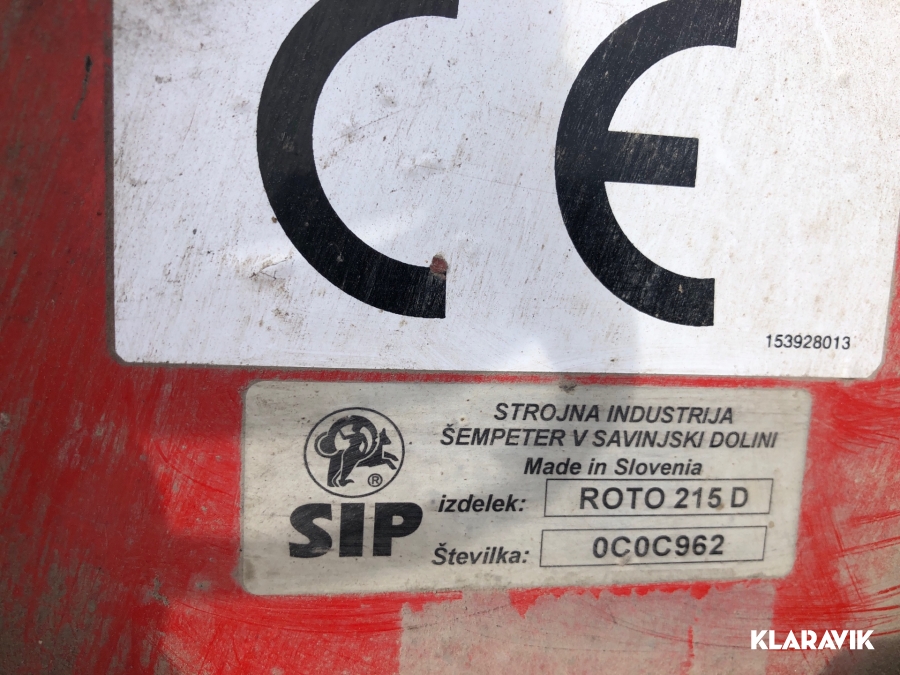 CE
153928013
STROJNA INDUSTRIJA
ŠEMPETER V SAVINJSKI DOLINI
Made in Slovenia
®
SIP
izdelek: ROTO 215 D
Številka: 0C0C962
KLARAVIK